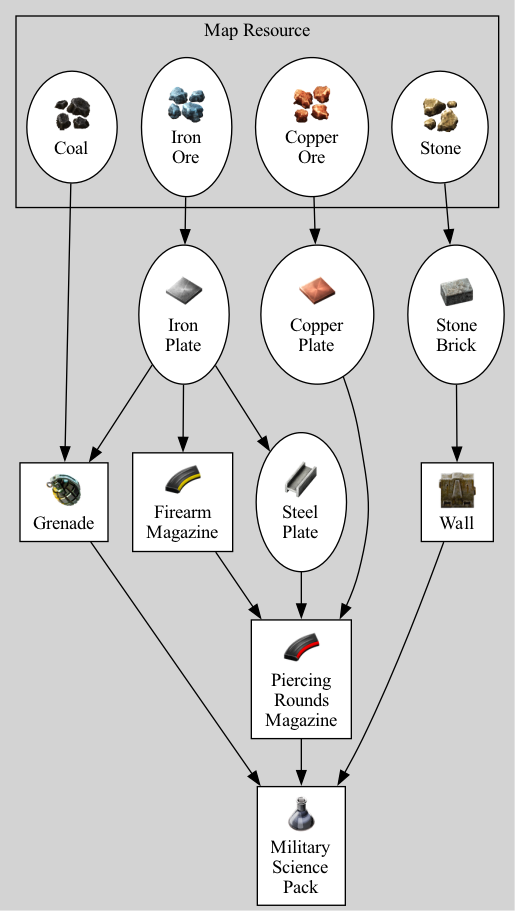 Map Resource
Coal
Iron
Ore
Copper
Ore
Stone
Iron
Plate
Copper
Plate
Stone
Brick
Grenade
Firearm
Magazine
Steel
Plate
Wall
Piercing
Rounds
Magazine
Military
Science
Pack